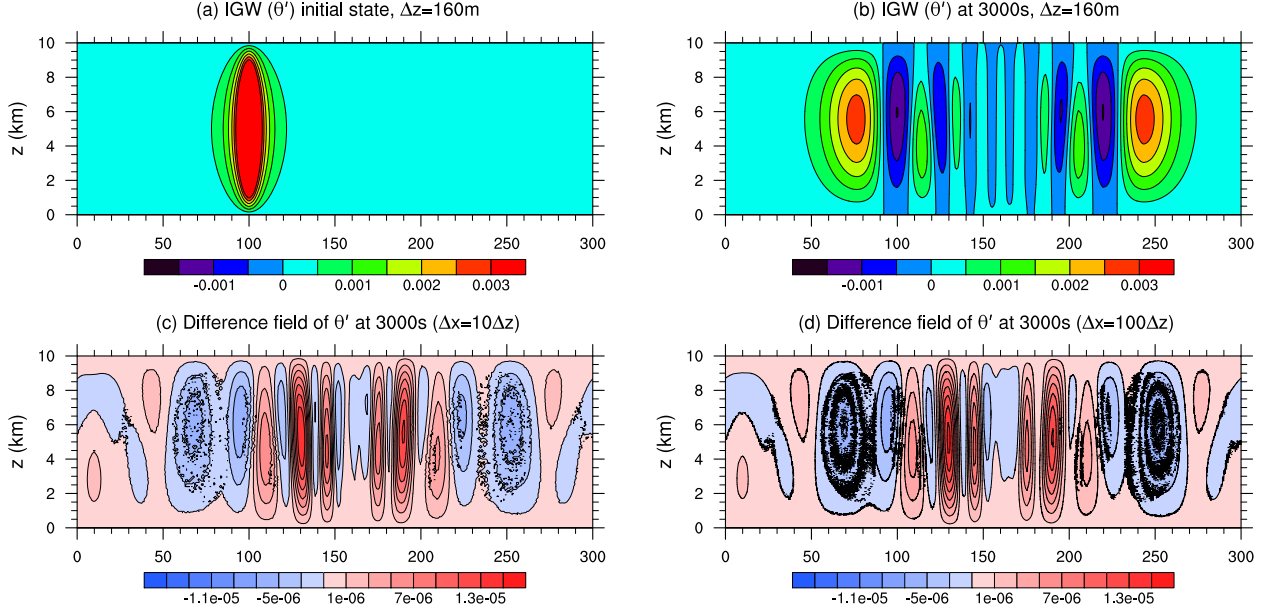 (a) IGW (θ′) initial state, Δz=160m
10
8
6
4
2
0
z (km)
0 50 100 150 200 250 300
-0.001 0 0.001 0.002 0.003
(b) IGW (θ′) at 3000s, Δz=160m
10
8
6
4
2
0
z (km)
0 50 100 150 200 250 300
-0.001 0 0.001 0.002 0.003
(c) Difference field of θ′ at 3000s (Δx=10Δz)
10
8
6
4
2
0
z (km)
0 50 100 150 200 250 300
-1.1e-05 -5e-06 1e-06 7e-06 1.3e-05
(d) Difference field of θ′ at 3000s (Δx=100Δz)
10
8
6
4
2
0
z (km)
0 50 100 150 200 250 300
-1.1e-05 -5e-06 1e-06 7e-06 1.3e-05